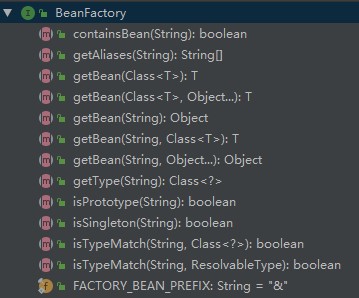 BeanFactory
containsBean(String): boolean
getAliases(String): String[]
getBean(Class<T>): T
getBean(Class<T>, Object...): T
getBean(String): Object
getBean(String, Class<T>): T
getBean(String, Object...): Object
getType(String): Class<?>
isPrototype(String): boolean
isSingleton(String): boolean
isTypeMatch(String, Class<?>): boolean
isTypeMatch(String, ResolvableType): boolean
FACTORY_BEAN_PREFIX: String = "&"